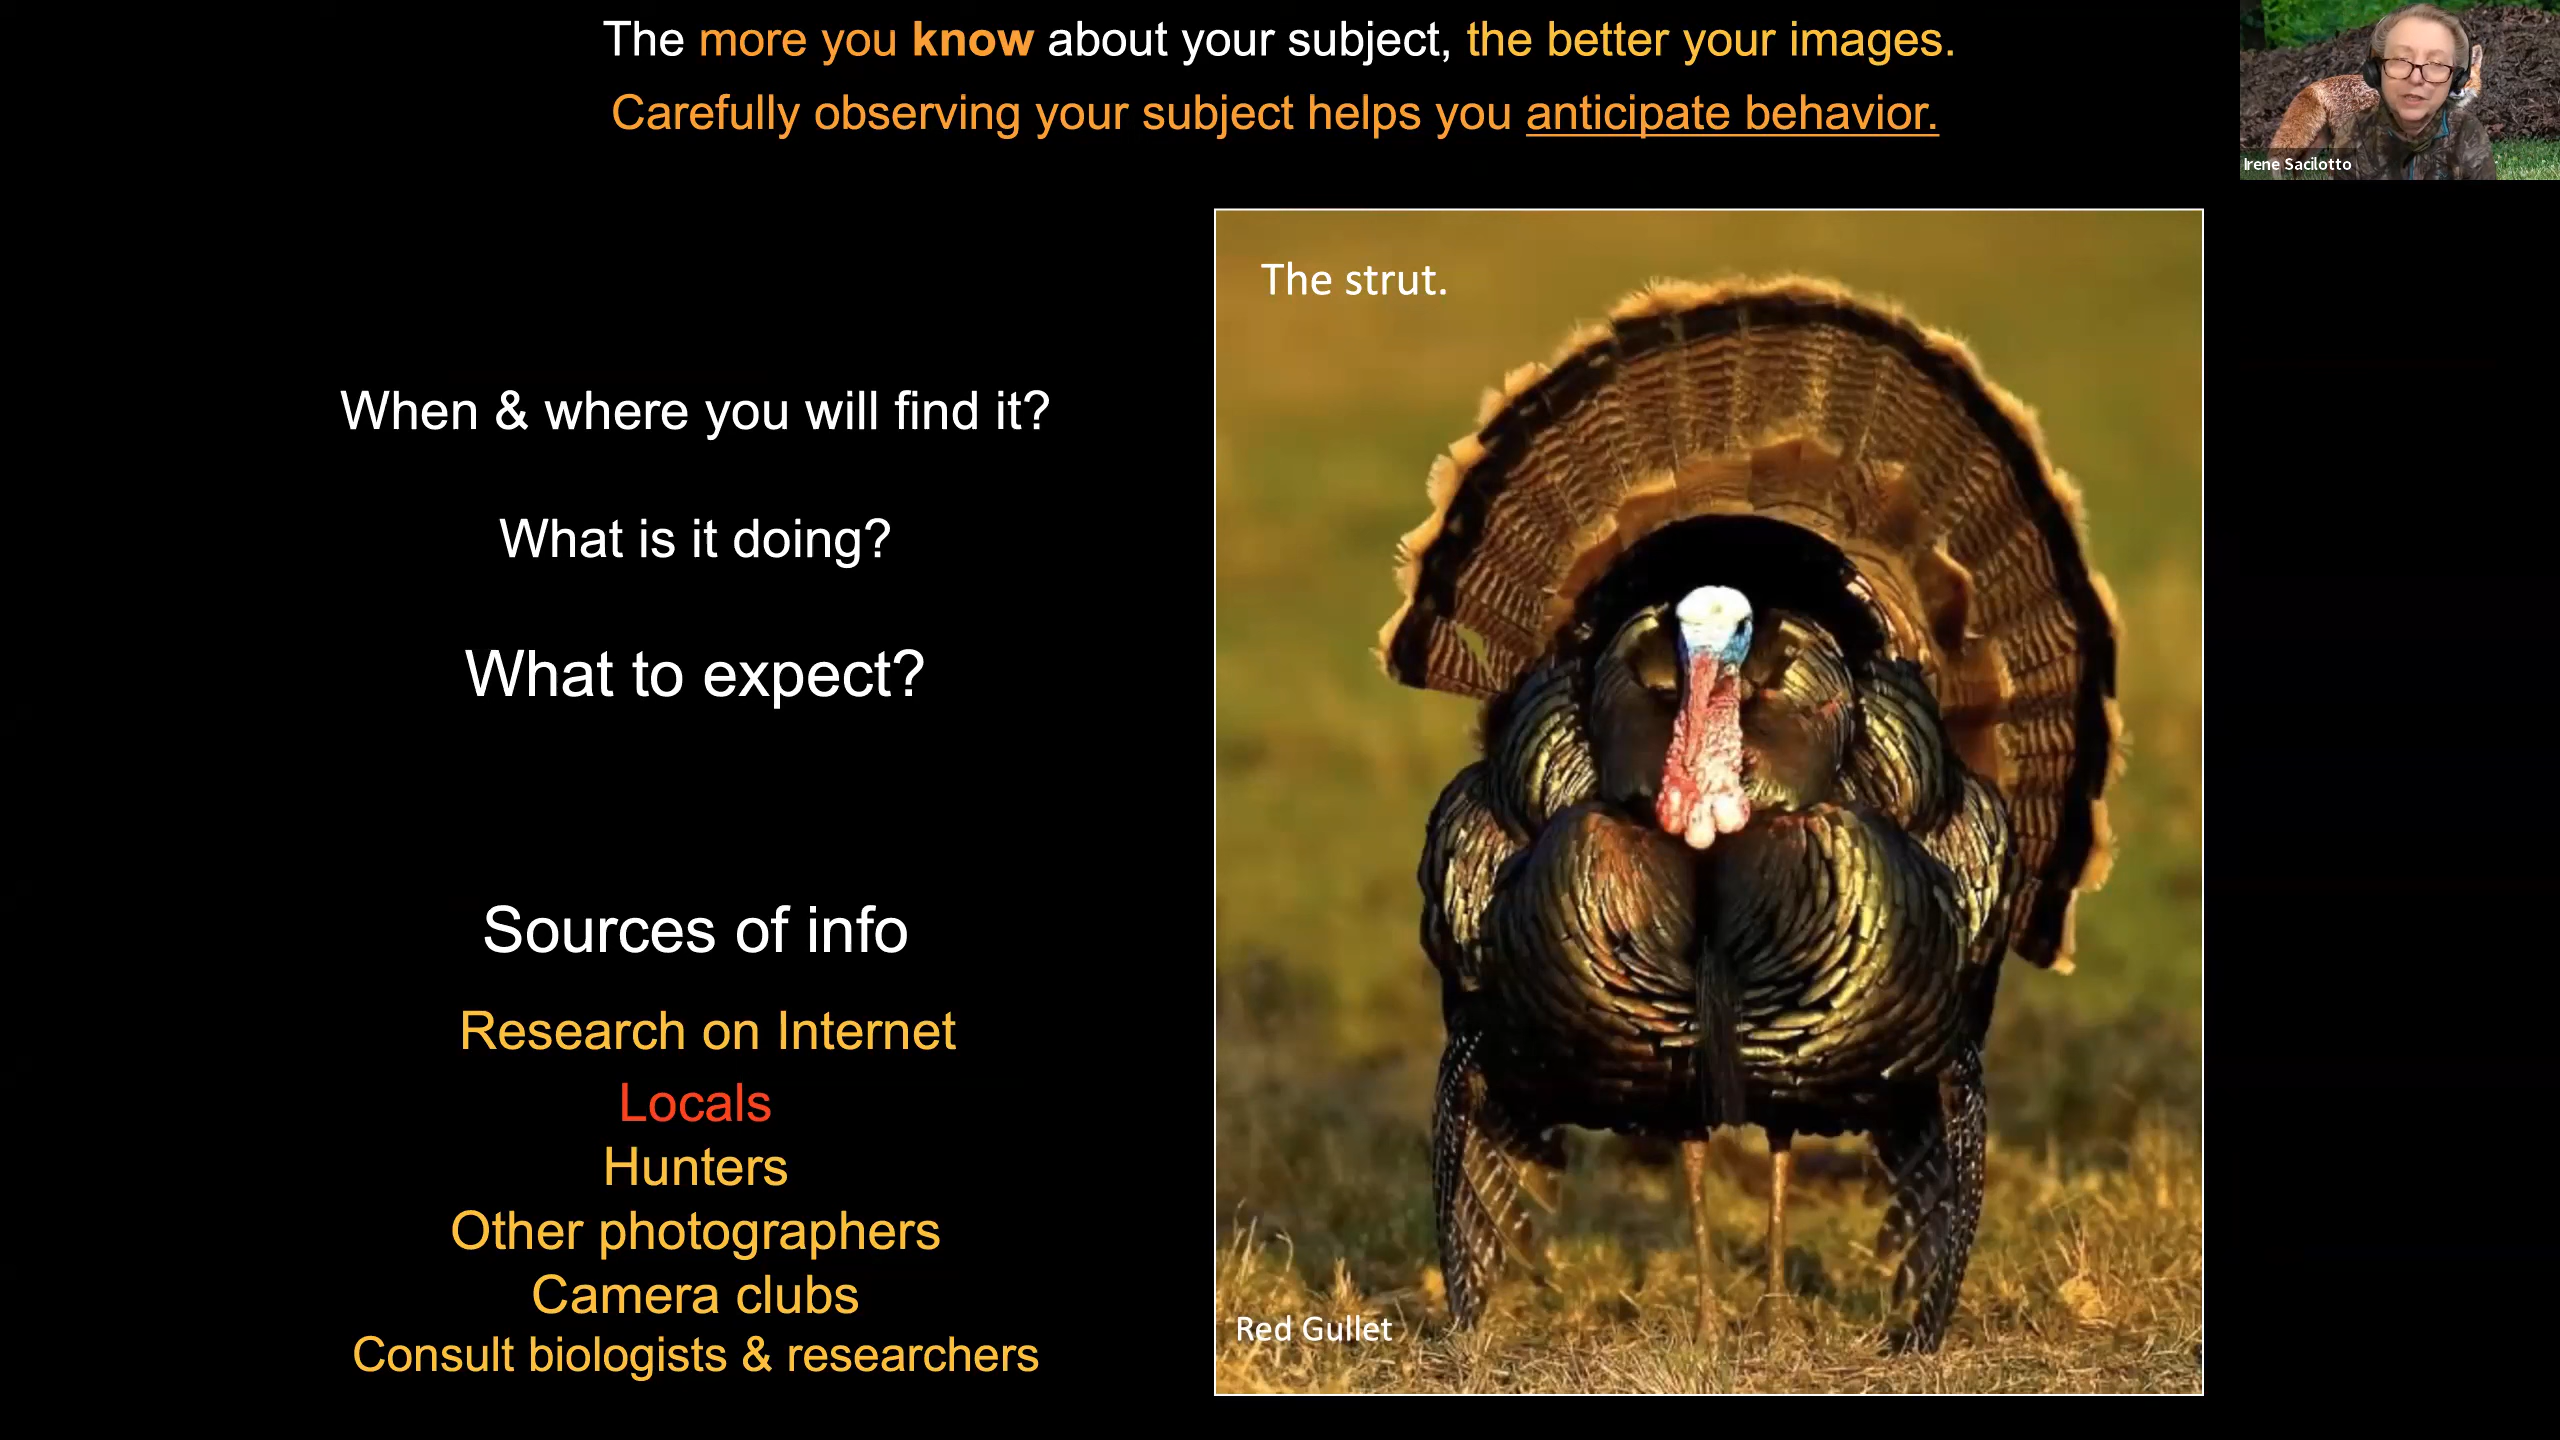 The more you know about your subject, the better your images.
Carefully observing your subject helps you anticipate behavior.
Irene Sacilotto
The strut.
When & where you will find it?
What is it doing?
What to expect?
Sources of info
Research on Internet
Locals
Hunters
Other photographers
Camera clubs
Consult biologists & researchers
Red Gullet